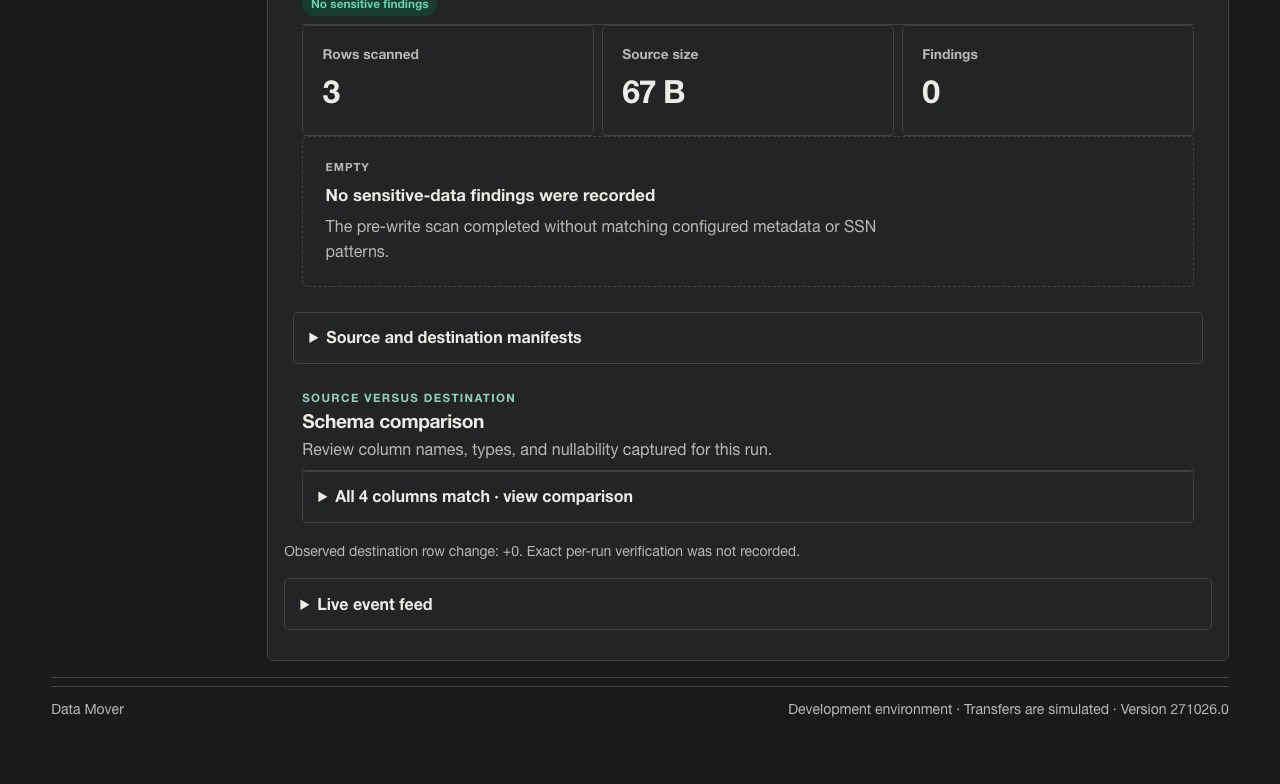 No sensitive findings
Rows scanned
3
Source size
67 B
Findings
0
EMPTY
No sensitive-data findings were recorded
The pre-write scan completed without matching configured metadata or SSN
patterns.
Source and destination manifests
SOURCE VERSUS DESTINATION
Schema comparison
Review column names, types, and nullability captured for this run.
All 4 columns match · view comparison
Observed destination row change: +0. Exact per-run verification was not recorded.
Live event feed
Data Mover
Development environment · Transfers are simulated · Version 271026.0